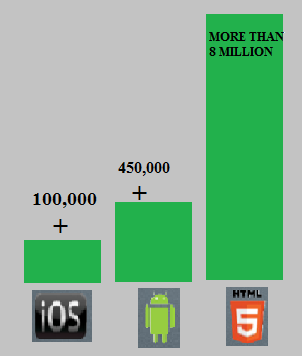 MORE THAN
8 MILLION
450,000
+
100,000
+
iOS
HTML
5